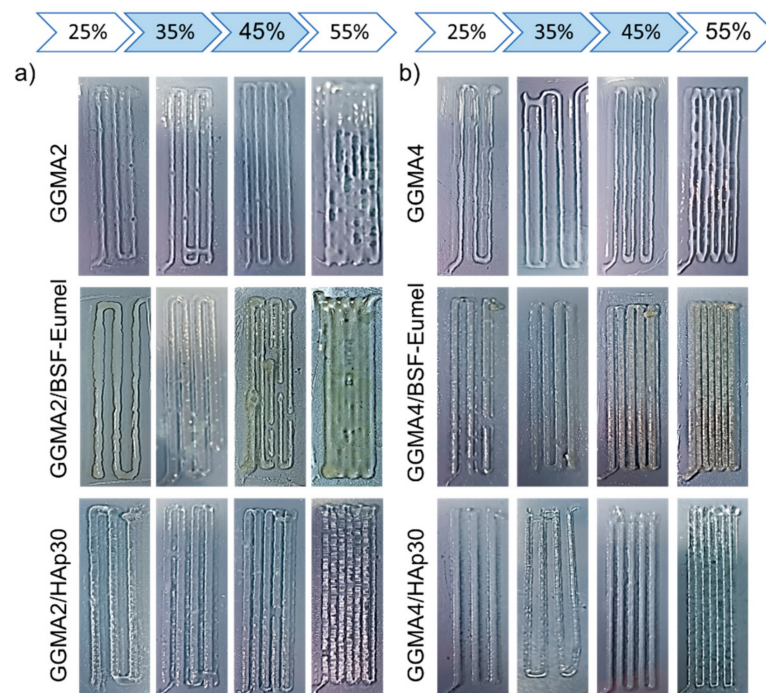 25% 35% 45% 55% 25% 35% 45% 55%
a) b)
GGMA2 GGMA4
GGMA2/BSF-Eumel GGMA4/BSF-Eumel
GGMA2/HAp30 GGMA4/HAp30